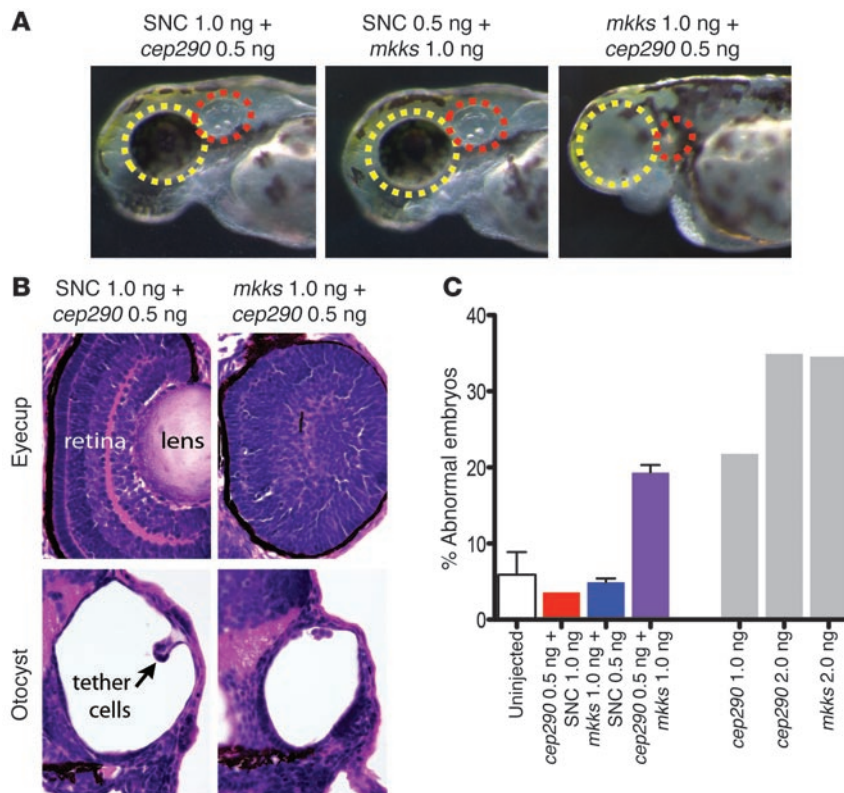 A
SNC 1.0 ng +
cep290 0.5 ng
SNC 0.5 ng +
mkks 1.0 ng
mkks 1.0 ng +
cep290 0.5 ng
B
SNC 1.0 ng +
cep290 0.5 ng
mkks 1.0 ng +
cep290 0.5 ng
Eyecup
retina
lens
l
Otocyst
tether
cells
C
% Abnormal embryos
40
30
20
10
0
Uninjected
cep290 0.5 ng +
SNC 1.0 ng
mkks 1.0 ng +
SNC 0.5 ng
cep290 0.5 ng +
mkks 1.0 ng
cep290 1.0 ng
cep290 2.0 ng
mkks 2.0 ng